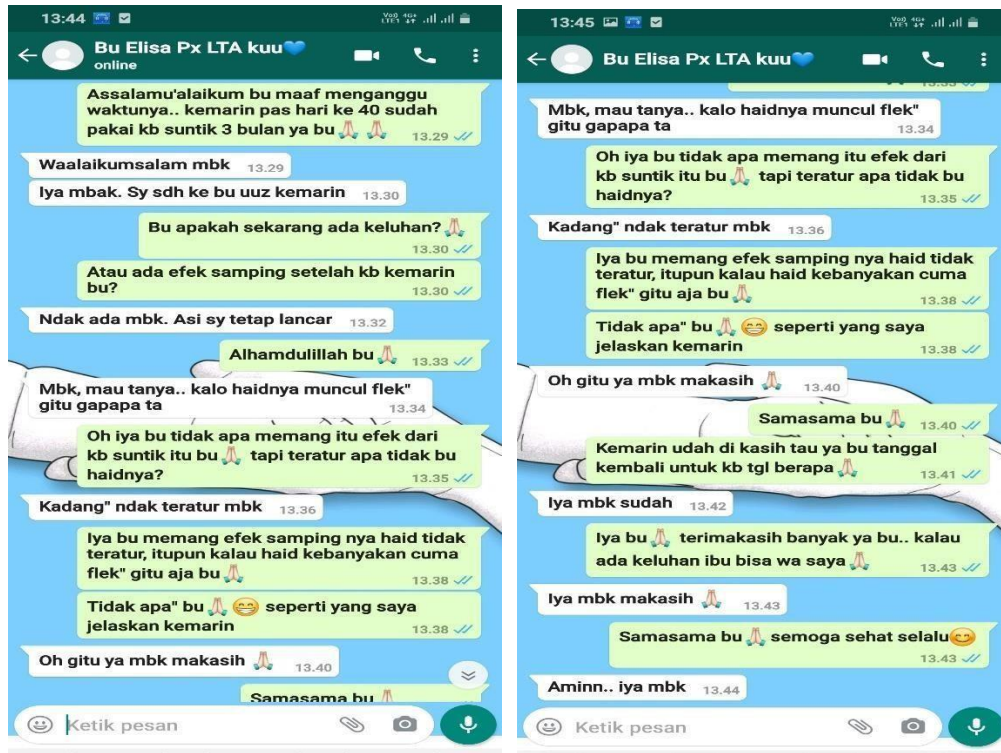 13:44
Bu Elisa Px LTA kuu💙
online
Assalamu'alaikum bu maaf menganggu
waktunya.. kemarin pas hari ke 40 sudah
pakai kb suntik 3 bulan ya bu 🙏 🙏 13.29
Waalaikumsalam mbk 13.29
Iya mbak. Sy sdh ke bu uuz kemarin 13.30
Bu apakah sekarang ada keluhan? 🙏
13.30
Atau ada efek samping setelah kb kemarin
bu? 13.30
Ndak ada mbk. Asi sy tetap lancar 13.32
Alhamdulillah bu 🙏 13.33
Mbk, mau tanya.. kalo haidnya muncul flek"
gitu gapapa ta 13.34
Oh iya bu tidak apa memang itu efek dari
kb suntik itu bu 🙏 tapi teratur apa tidak bu
haidnya? 13.35
Kadang" ndak teratur mbk 13.36
Iya bu memang efek samping nya haid tidak
teratur, itupun kalau haid kebanyakan cuma
flek" gitu aja bu 🙏 13.38
Tidak apa" bu 🙏 😁 seperti yang saya
jelaskan kemarin 13.38
Oh gitu ya mbk makasih 🙏 13.40
Samasama bu 🙏
Ketik pesan
13:45
Bu Elisa Px LTA kuu💙
Mbk, mau tanya.. kalo haidnya muncul flek"
gitu gapapa ta 13.34
Oh iya bu tidak apa memang itu efek dari
kb suntik itu bu 🙏 tapi teratur apa tidak bu
haidnya? 13.35
Kadang" ndak teratur mbk 13.36
Iya bu memang efek samping nya haid tidak
teratur, itupun kalau haid kebanyakan cuma
flek" gitu aja bu 🙏 13.38
Tidak apa" bu 🙏 😁 seperti yang saya
jelaskan kemarin 13.38
Oh gitu ya mbk makasih 🙏 13.40
Samasama bu 🙏 13.40
Kemarin udah di kasih tau ya bu tanggal
kembali untuk kb tgl berapa 🙏 13.41
Iya mbk sudah 13.42
Iya bu 🙏 terimakasih banyak ya bu.. kalau
ada keluhan ibu bisa wa saya 🙏 13.43
Iya mbk makasih 🙏 13.43
Samasama bu 🙏 semoga sehat selalu😊
13.43
Aminn.. iya mbk 13.44
Ketik pesan